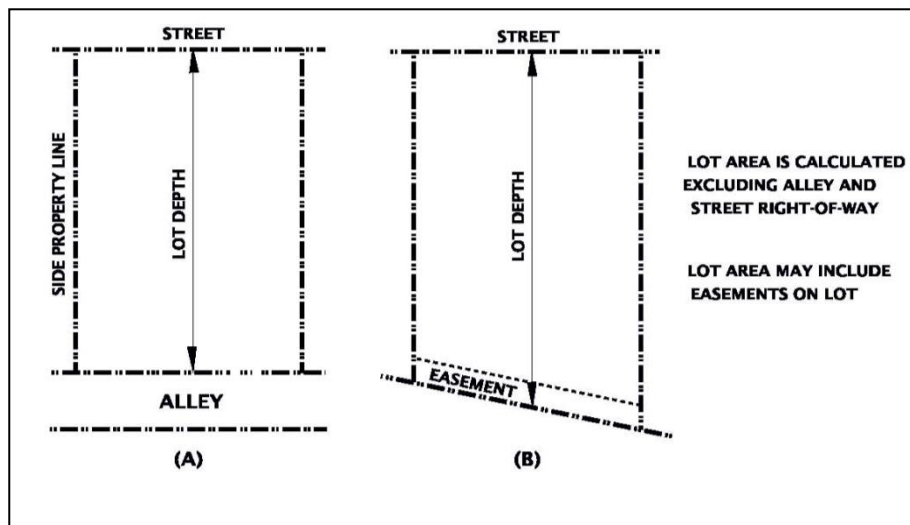 STREET
SIDE PROPERTY LINE
LOT DEPTH
ALLEY
(A)
STREET
LOT DEPTH
EASEMENT
(B)
LOT AREA IS CALCULATED
EXCLUDING ALLEY AND
STREET RIGHT-OF-WAY
LOT AREA MAY INCLUDE
EASEMENTS ON LOT